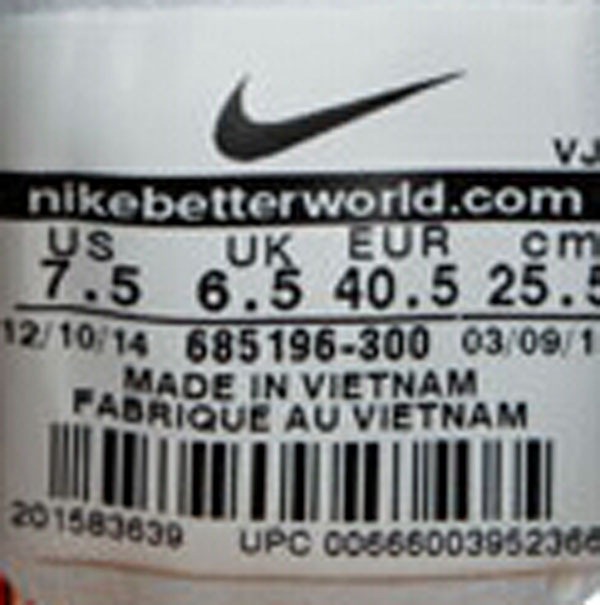 VJ
nikebetterworld.com
US UK EUR cm
7.5 6.5 40.5 25.5
12/10/14 685196-300 03/09/1
MADE IN VIETNAM
FABRIQUE AU VIETNAM
201583639 UPC 00666003952366